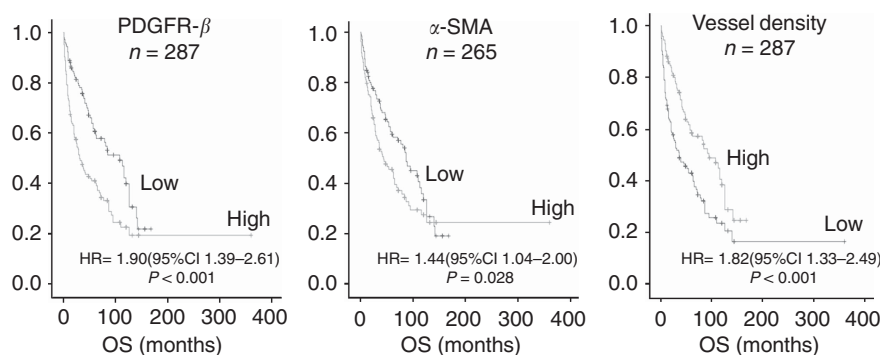 PDGFR-β
n = 287
1.0
0.8
0.6
0.4
0.2
0.0
Low
High
HR= 1.90(95%CI 1.39–2.61)
P < 0.001
0 100 200 300 400
OS (months)
α-SMA
n = 265
1.0
0.8
0.6
0.4
0.2
0.0
Low
High
HR= 1.44(95%CI 1.04–2.00)
P = 0.028
0 100 200 300 400
OS (months)
Vessel density
n = 287
1.0
0.8
0.6
0.4
0.2
0.0
High
Low
HR= 1.82(95%CI 1.33–2.49)
P < 0.001
0 100 200 300 400
OS (months)